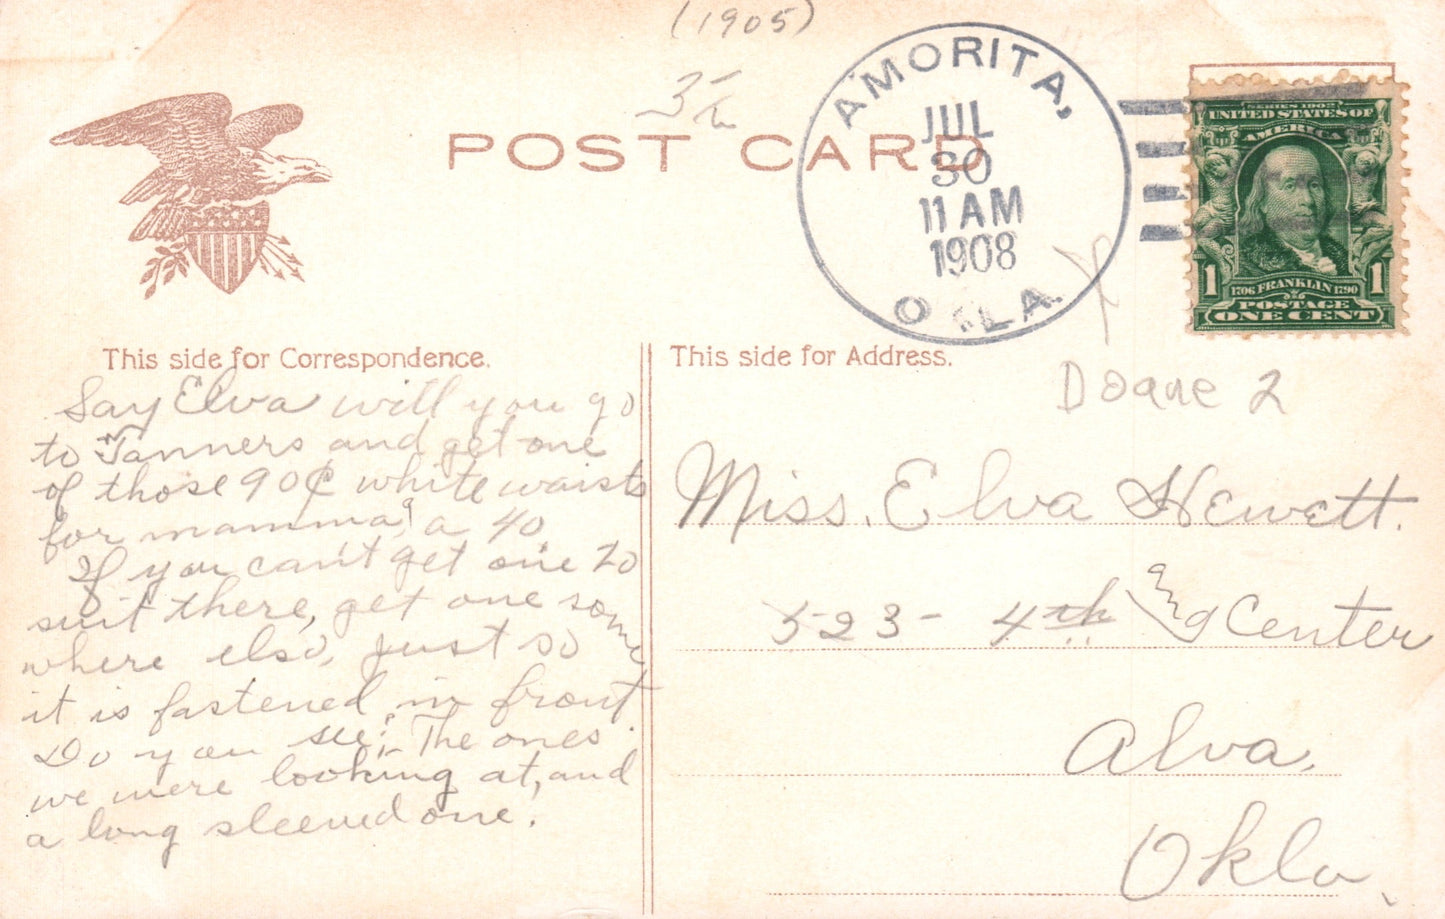 (1905)
3-
POST CARD
AMORITA,
JUL
30
11 AM
1908
OKLA.
SERIES 1902
UNITED STATES OF
AMERICA
1 1
1706 FRANKLIN 1790
POSTAGE
ONE CENT
This side for Correspondence.
Say Elva will you go
to Tanners and get one
of those 90¢ white waists
for mamma, a 40.
If you can't get one to
suit there, get one some
where else, just so
it is fastened in front.
Do you see; The ones
we were looking at, and
a long sleeved one.
This side for Address.
Doane 2
Miss. Elva Hewett.
523- 4th and Center
Alva,
Okla.